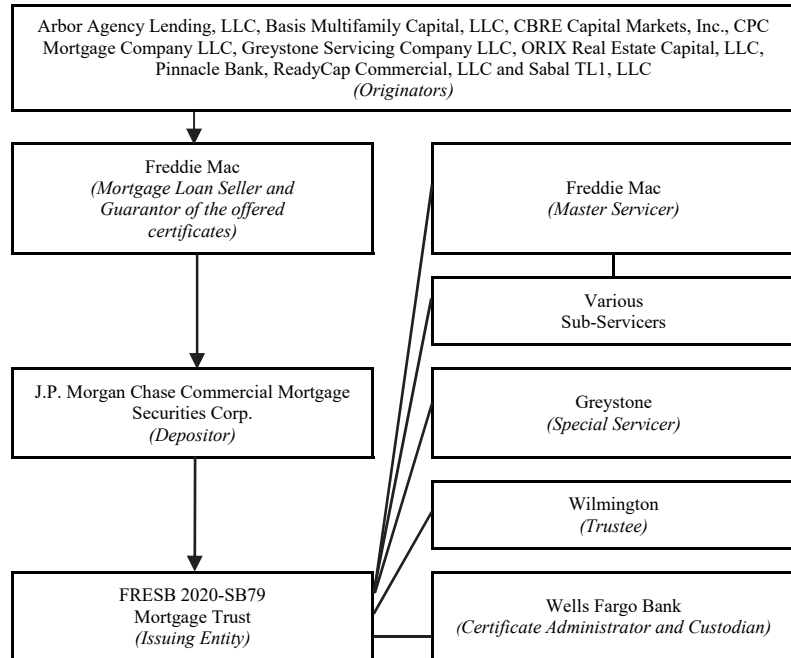 Arbor Agency Lending, LLC, Basis Multifamily Capital, LLC, CBRE Capital Markets, Inc., CPC
Mortgage Company LLC, Greystone Servicing Company LLC, ORIX Real Estate Capital, LLC,
Pinnacle Bank, ReadyCap Commercial, LLC and Sabal TL1, LLC
(Originators)
Freddie Mac
(Mortgage Loan Seller and
Guarantor of the offered
certificates)
Freddie Mac
(Master Servicer)
Various
Sub-Servicers
J.P. Morgan Chase Commercial Mortgage
Securities Corp.
(Depositor)
Greystone
(Special Servicer)
Wilmington
(Trustee)
FRESB 2020-SB79
Mortgage Trust
(Issuing Entity)
Wells Fargo Bank
(Certificate Administrator and Custodian)